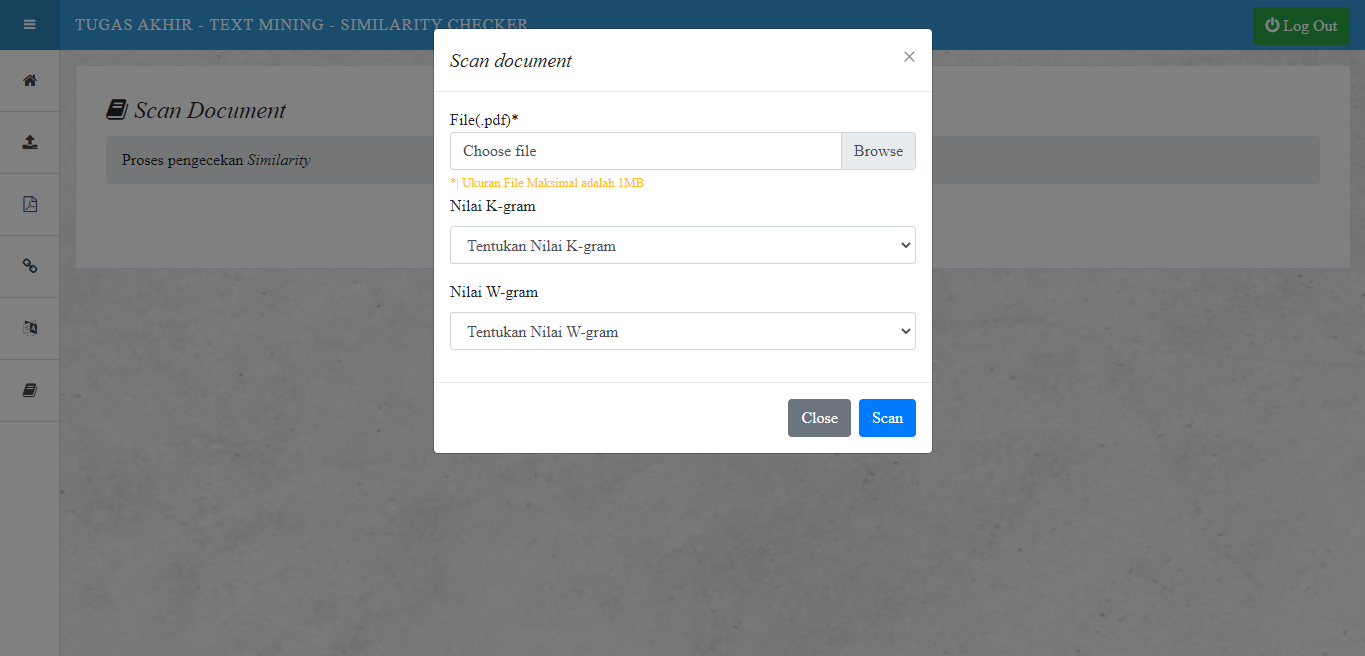 TUGAS AKHIR - TEXT MINING - SIMILARITY CHECKER
Log Out
Scan Document
Proses pengecekan Similarity
Scan document
×
File(.pdf)*
Choose file
Browse
*| Ukuran File Maksimal adalah 1MB
Nilai K-gram
Tentukan Nilai K-gram
Nilai W-gram
Tentukan Nilai W-gram
Close
Scan